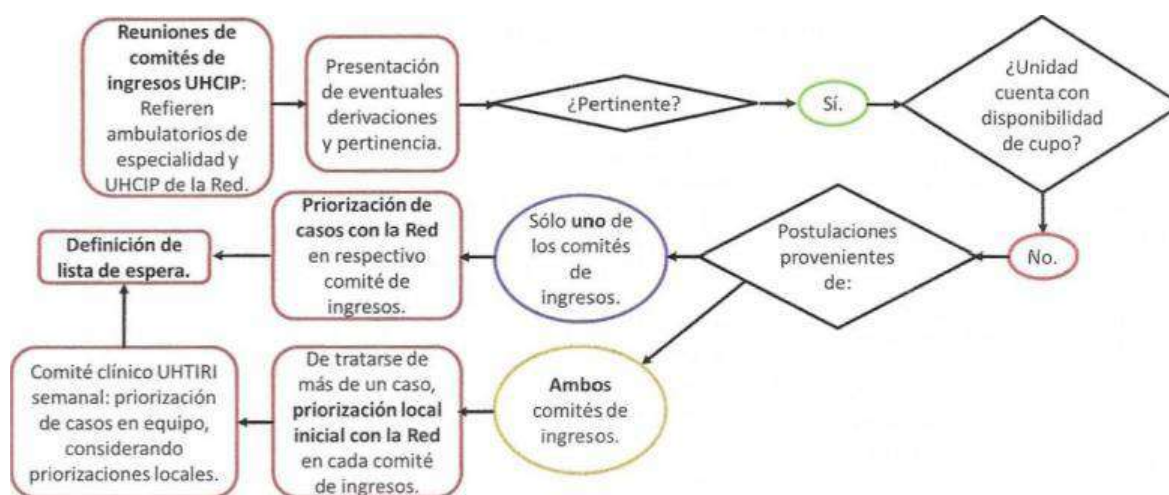 Reuniones de
comités de
ingresos UHCIP:
Refieren
ambulatorios de
especialidad y
UHCIP de la Red.
Presentación
de eventuales
derivaciones
y pertinencia.
¿Pertinente?
Sí.
¿Unidad
cuenta con
disponibilidad
de cupo?
No.
Postulaciones
provenientes
de:
Sólo uno de
los comités
de
ingresos.
Priorización de
casos con la Red
en respectivo
comité de
ingresos.
Definición de
lista de espera.
Ambos
comités de
ingresos.
De tratarse de
más de un caso,
priorización local
inicial con la Red
en cada comité
de ingresos.
Comité clínico UHTIRI
semanal: priorización
de casos en equipo,
considerando
priorizaciones locales.